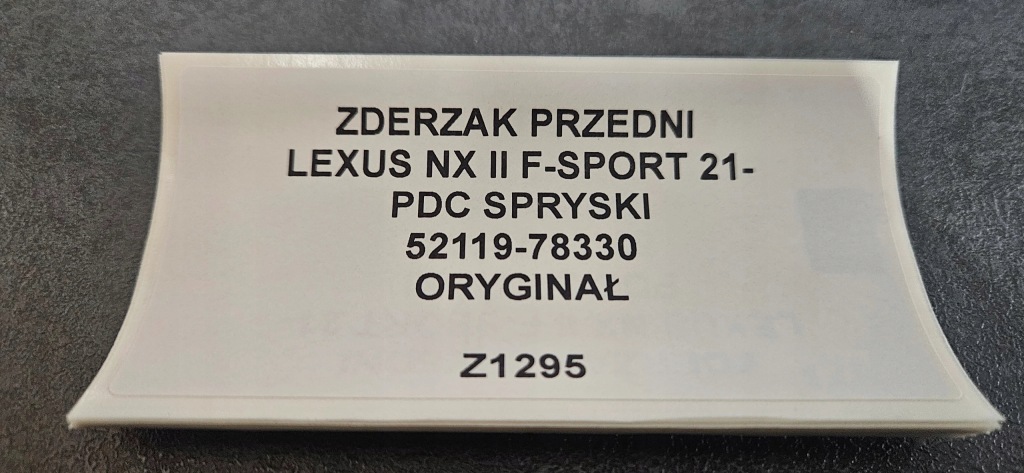 ZDERZAK PRZEDNI
LEXUS NX II F-SPORT 21-
PDC SPRYSKI
52119-78330
ORYGINAŁ
Z1295